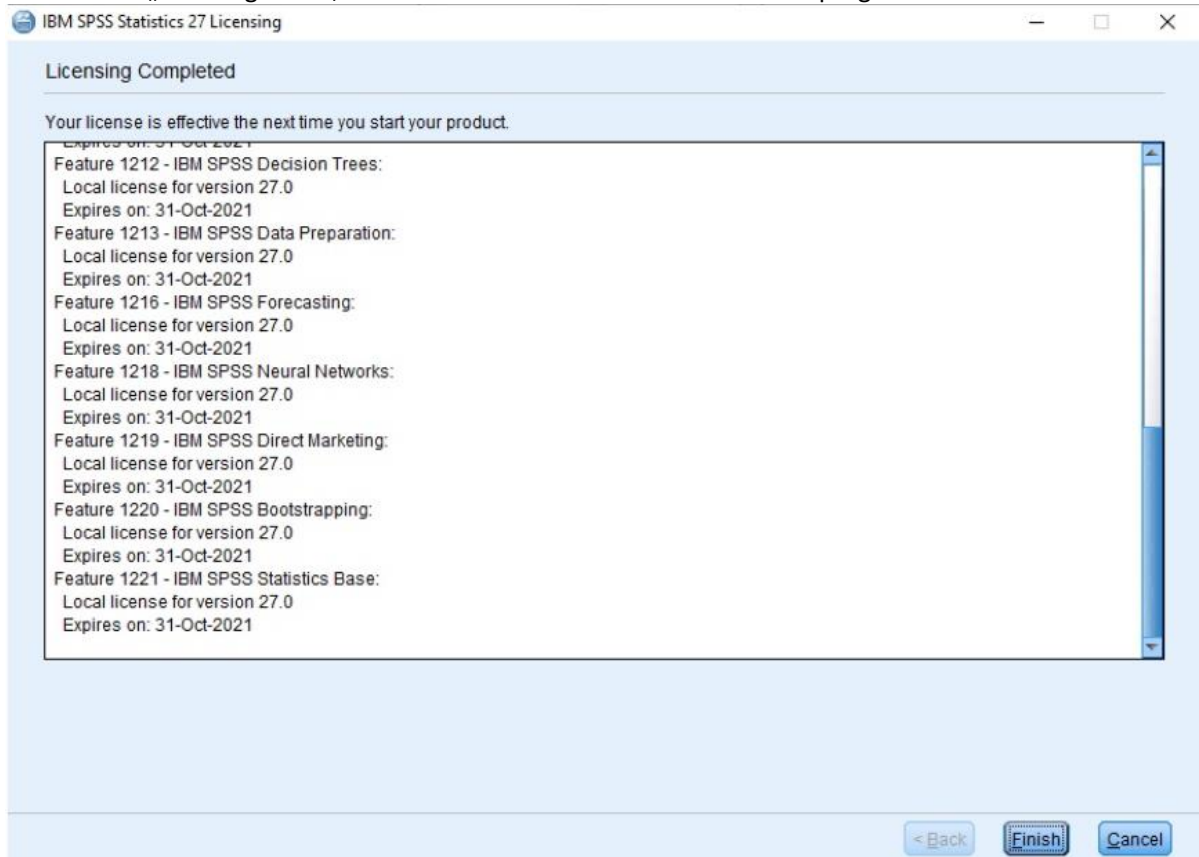 IBM SPSS Statistics 27 Licensing
Licensing Completed
Your license is effective the next time you start your product.
Expires on: 31-Oct-2021
Feature 1212 - IBM SPSS Decision Trees:
Local license for version 27.0
Expires on: 31-Oct-2021
Feature 1213 - IBM SPSS Data Preparation:
Local license for version 27.0
Expires on: 31-Oct-2021
Feature 1216 - IBM SPSS Forecasting:
Local license for version 27.0
Expires on: 31-Oct-2021
Feature 1218 - IBM SPSS Neural Networks:
Local license for version 27.0
Expires on: 31-Oct-2021
Feature 1219 - IBM SPSS Direct Marketing:
Local license for version 27.0
Expires on: 31-Oct-2021
Feature 1220 - IBM SPSS Bootstrapping:
Local license for version 27.0
Expires on: 31-Oct-2021
Feature 1221 - IBM SPSS Statistics Base:
Local license for version 27.0
Expires on: 31-Oct-2021
< Back Finish Cancel